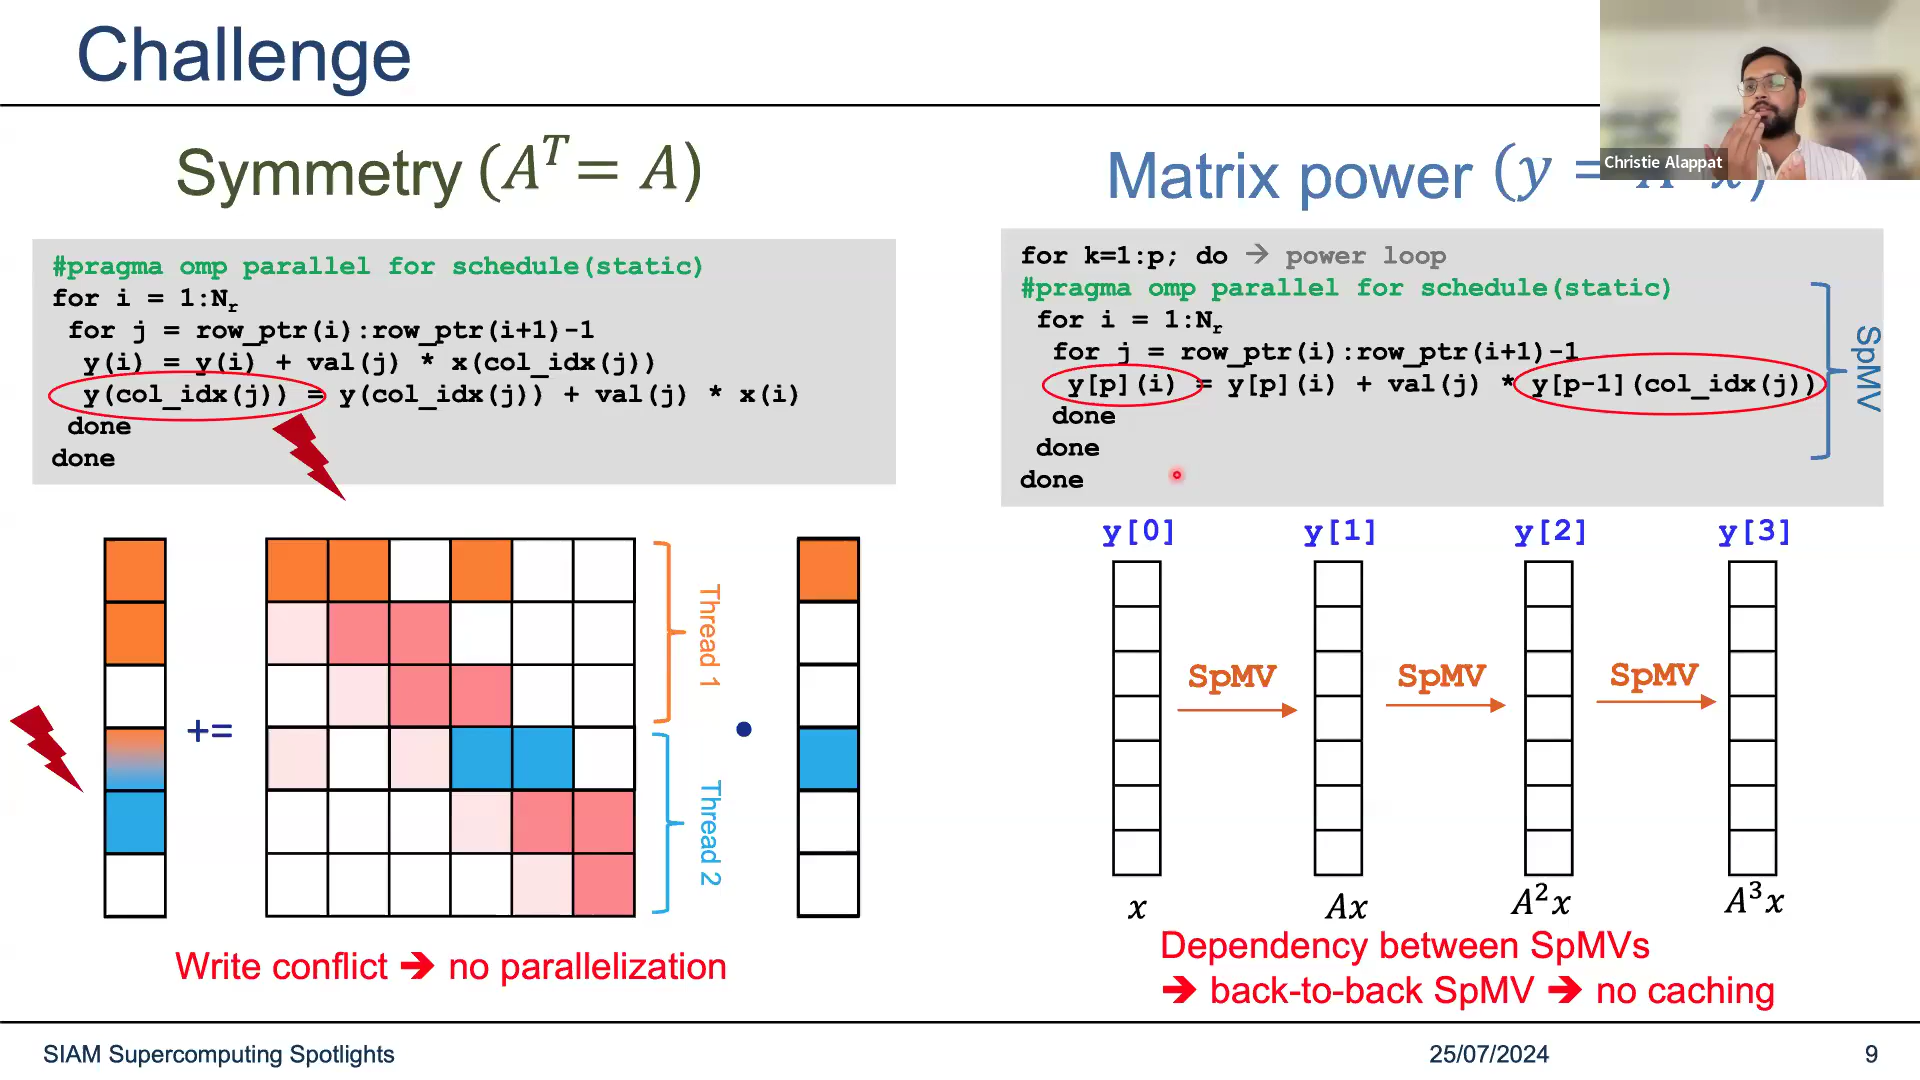 Challenge
Christie Alappat
Symmetry (Aᵀ = A)
#pragma omp parallel for schedule(static)
for i = 1:Nᵣ
for j = row_ptr(i):row_ptr(i+1)-1
y(i) = y(i) + val(j) * x(col_idx(j))
y(col_idx(j)) = y(col_idx(j)) + val(j) * x(i)
done
done
Thread 1
Thread 2
+=
•
Write conflict ➔ no parallelization
Matrix power (y =
for k=1:p; do → power loop
#pragma omp parallel for schedule(static)
for i = 1:Nᵣ
for j = row_ptr(i):row_ptr(i+1)-1
y[p](i) = y[p](i) + val(j) * y[p-1](col_idx(j))
done
done
done
SpMV
y[0] y[1] y[2] y[3]
SpMV SpMV SpMV
x Ax A²x A³x
Dependency between SpMVs
➔ back-to-back SpMV ➔ no caching
SIAM Supercomputing Spotlights 25/07/2024 9